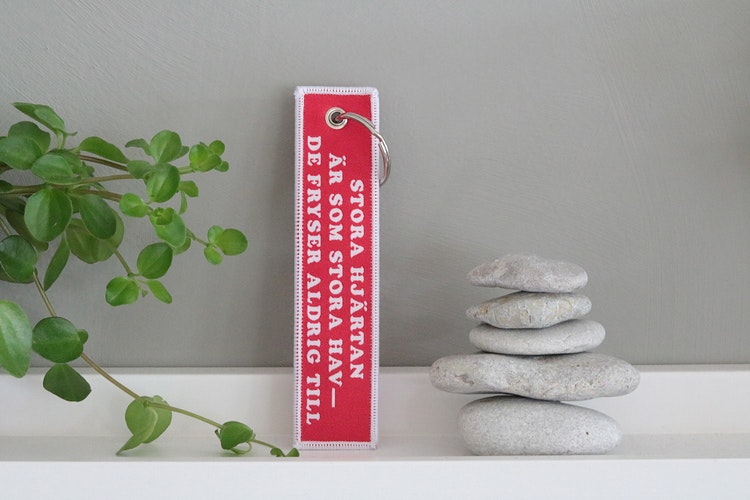 STORA HJÄRTAN
ÄR SOM STORA HAV—
DE FRYSER ALDRIG TILL